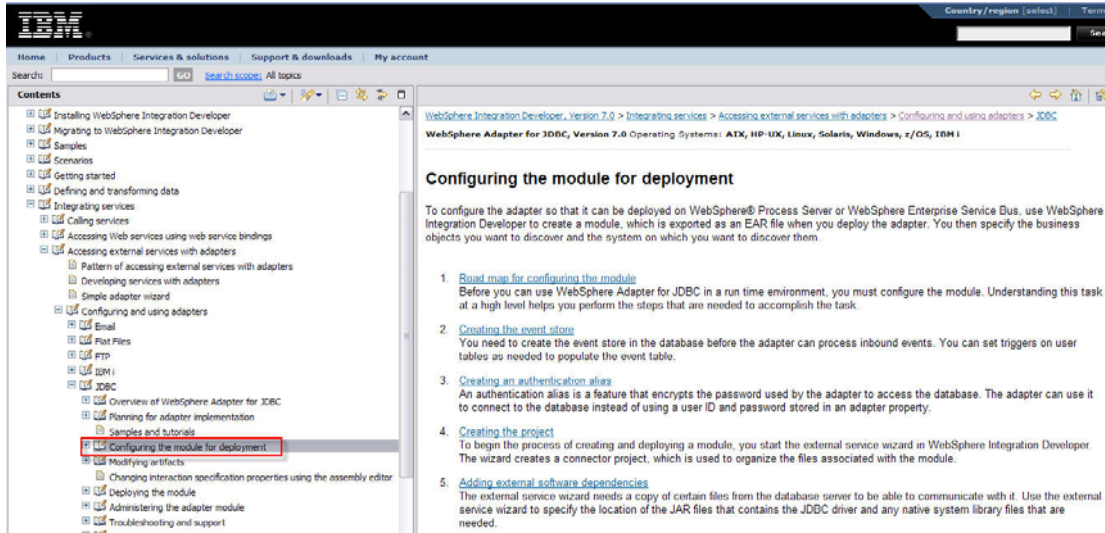 Country/region [select] | Term
IBM®
Sea
Home | Products | Services & solutions | Support & downloads | My account
Search: GO Search scope: All topics
Contents
Installing WebSphere Integration Developer
Migrating to WebSphere Integration Developer
Samples
Scenarios
Getting started
Defining and transforming data
Integrating services
Calling services
Accessing Web services using web service bindings
Accessing external services with adapters
Pattern of accessing external services with adapters
Developing services with adapters
Simple adapter wizard
Configuring and using adapters
Email
Flat Files
FTP
IBM i
JDBC
Overview of WebSphere Adapter for JDBC
Planning for adapter implementation
Samples and tutorials
Configuring the module for deployment
Modifying artifacts
Changing interaction specification properties using the assembly editor
Deploying the module
Administering the adapter module
Troubleshooting and support
WebSphere Integration Developer, Version 7.0 > Integrating services > Accessing external services with adapters > Configuring and using adapters > JDBC
WebSphere Adapter for JDBC, Version 7.0 Operating Systems: AIX, HP-UX, Linux, Solaris, Windows, z/OS, IBM i
Configuring the module for deployment
To configure the adapter so that it can be deployed on WebSphere® Process Server or WebSphere Enterprise Service Bus, use WebSphere
Integration Developer to create a module, which is exported as an EAR file when you deploy the adapter. You then specify the business
objects you want to discover and the system on which you want to discover them.
1. Road map for configuring the module
Before you can use WebSphere Adapter for JDBC in a run time environment, you must configure the module. Understanding this task
at a high level helps you perform the steps that are needed to accomplish the task.
2. Creating the event store
You need to create the event store in the database before the adapter can process inbound events. You can set triggers on user
tables as needed to populate the event table.
3. Creating an authentication alias
An authentication alias is a feature that encrypts the password used by the adapter to access the database. The adapter can use it
to connect to the database instead of using a user ID and password stored in an adapter property.
4. Creating the project
To begin the process of creating and deploying a module, you start the external service wizard in WebSphere Integration Developer.
The wizard creates a connector project, which is used to organize the files associated with the module.
5. Adding external software dependencies
The external service wizard needs a copy of certain files from the database server to be able to communicate with it. Use the external
service wizard to specify the location of the JAR files that contains the JDBC driver and any native system library files that are
needed.